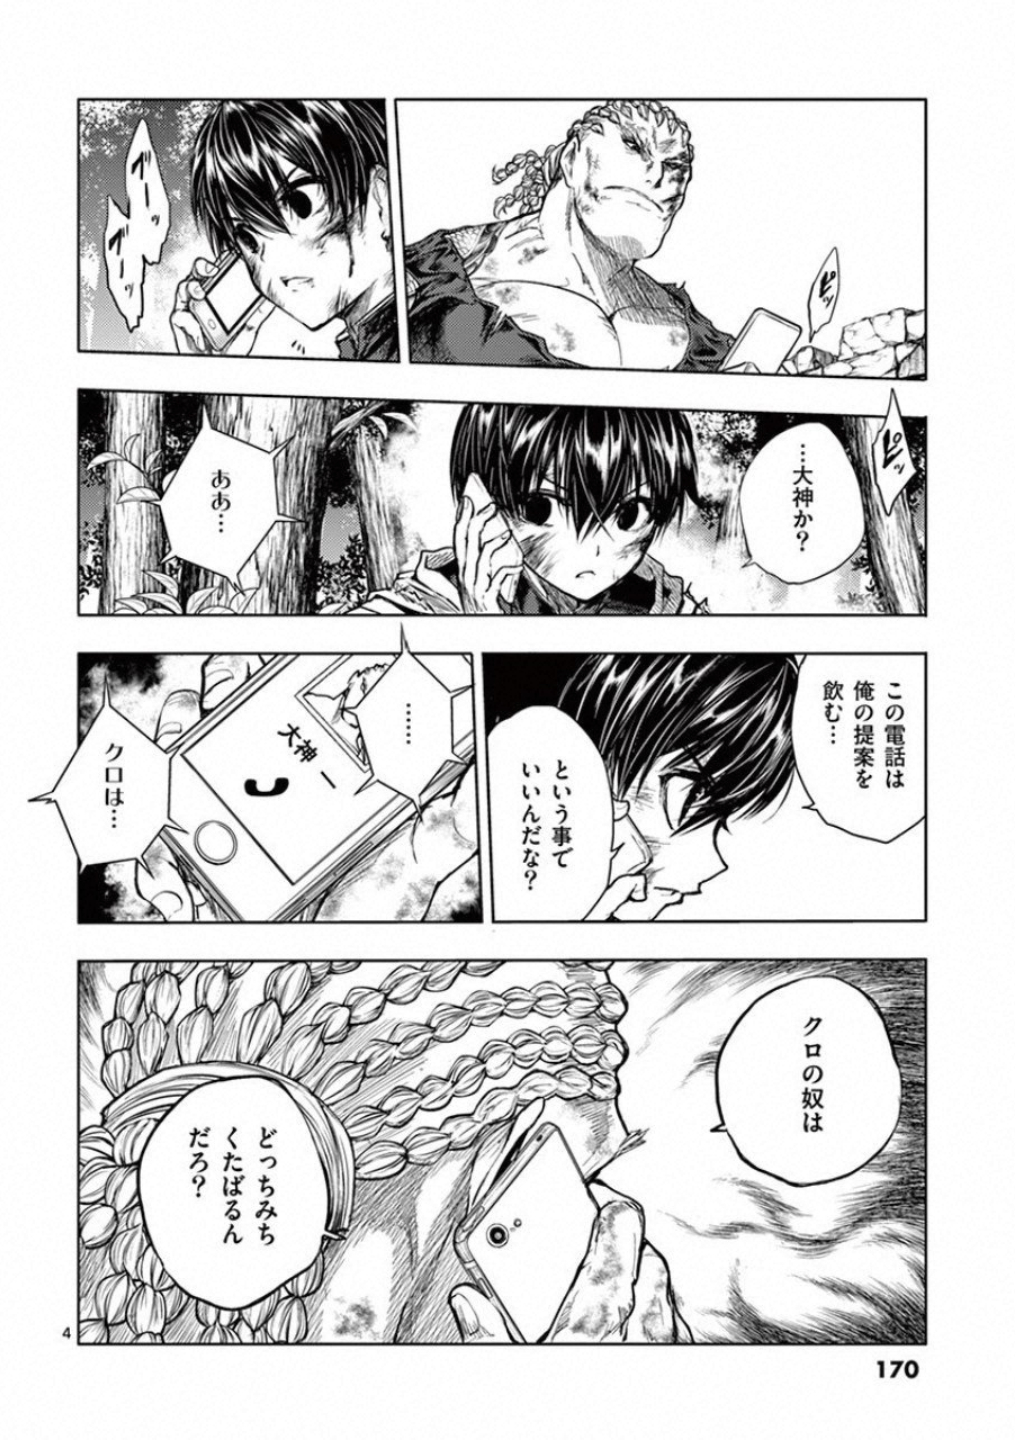 ピッ
グーッ
グーッ
ピッ
…大神か?
ああ…
この電話は
俺の提案を
飲む…
という事で
いいんだな?
……
大神 一
クロは…
クロの奴は
どっちみち
くたばるん
だろ?
4
170